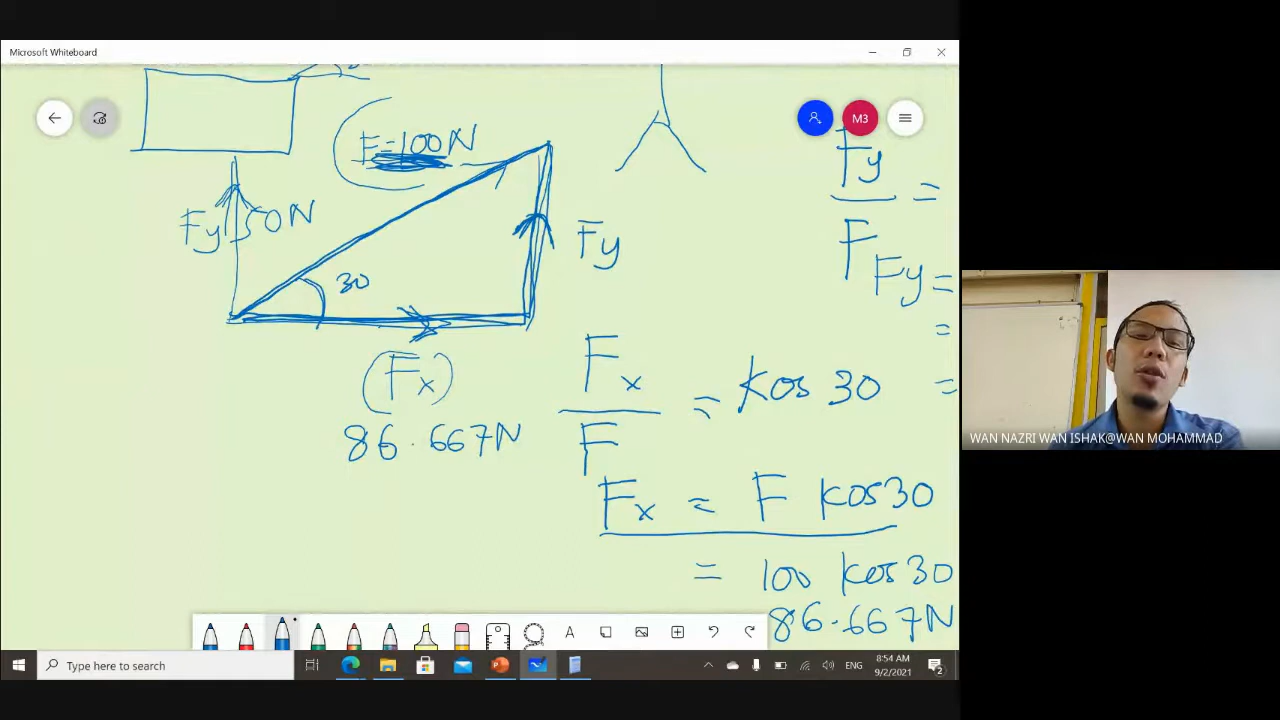 Microsoft Whiteboard
M3
F=100N
Fy
Fy 50N
Fy
=
F
30
Fy =
=
(Fx)
Fx
= kos 30
=
F
86.667N
Fx = F kos30
= 100 kos30
86.667N
WAN NAZRI WAN ISHAK@WAN MOHAMMAD
A
Type here to search
ENG
8:54 AM
9/2/2021
2